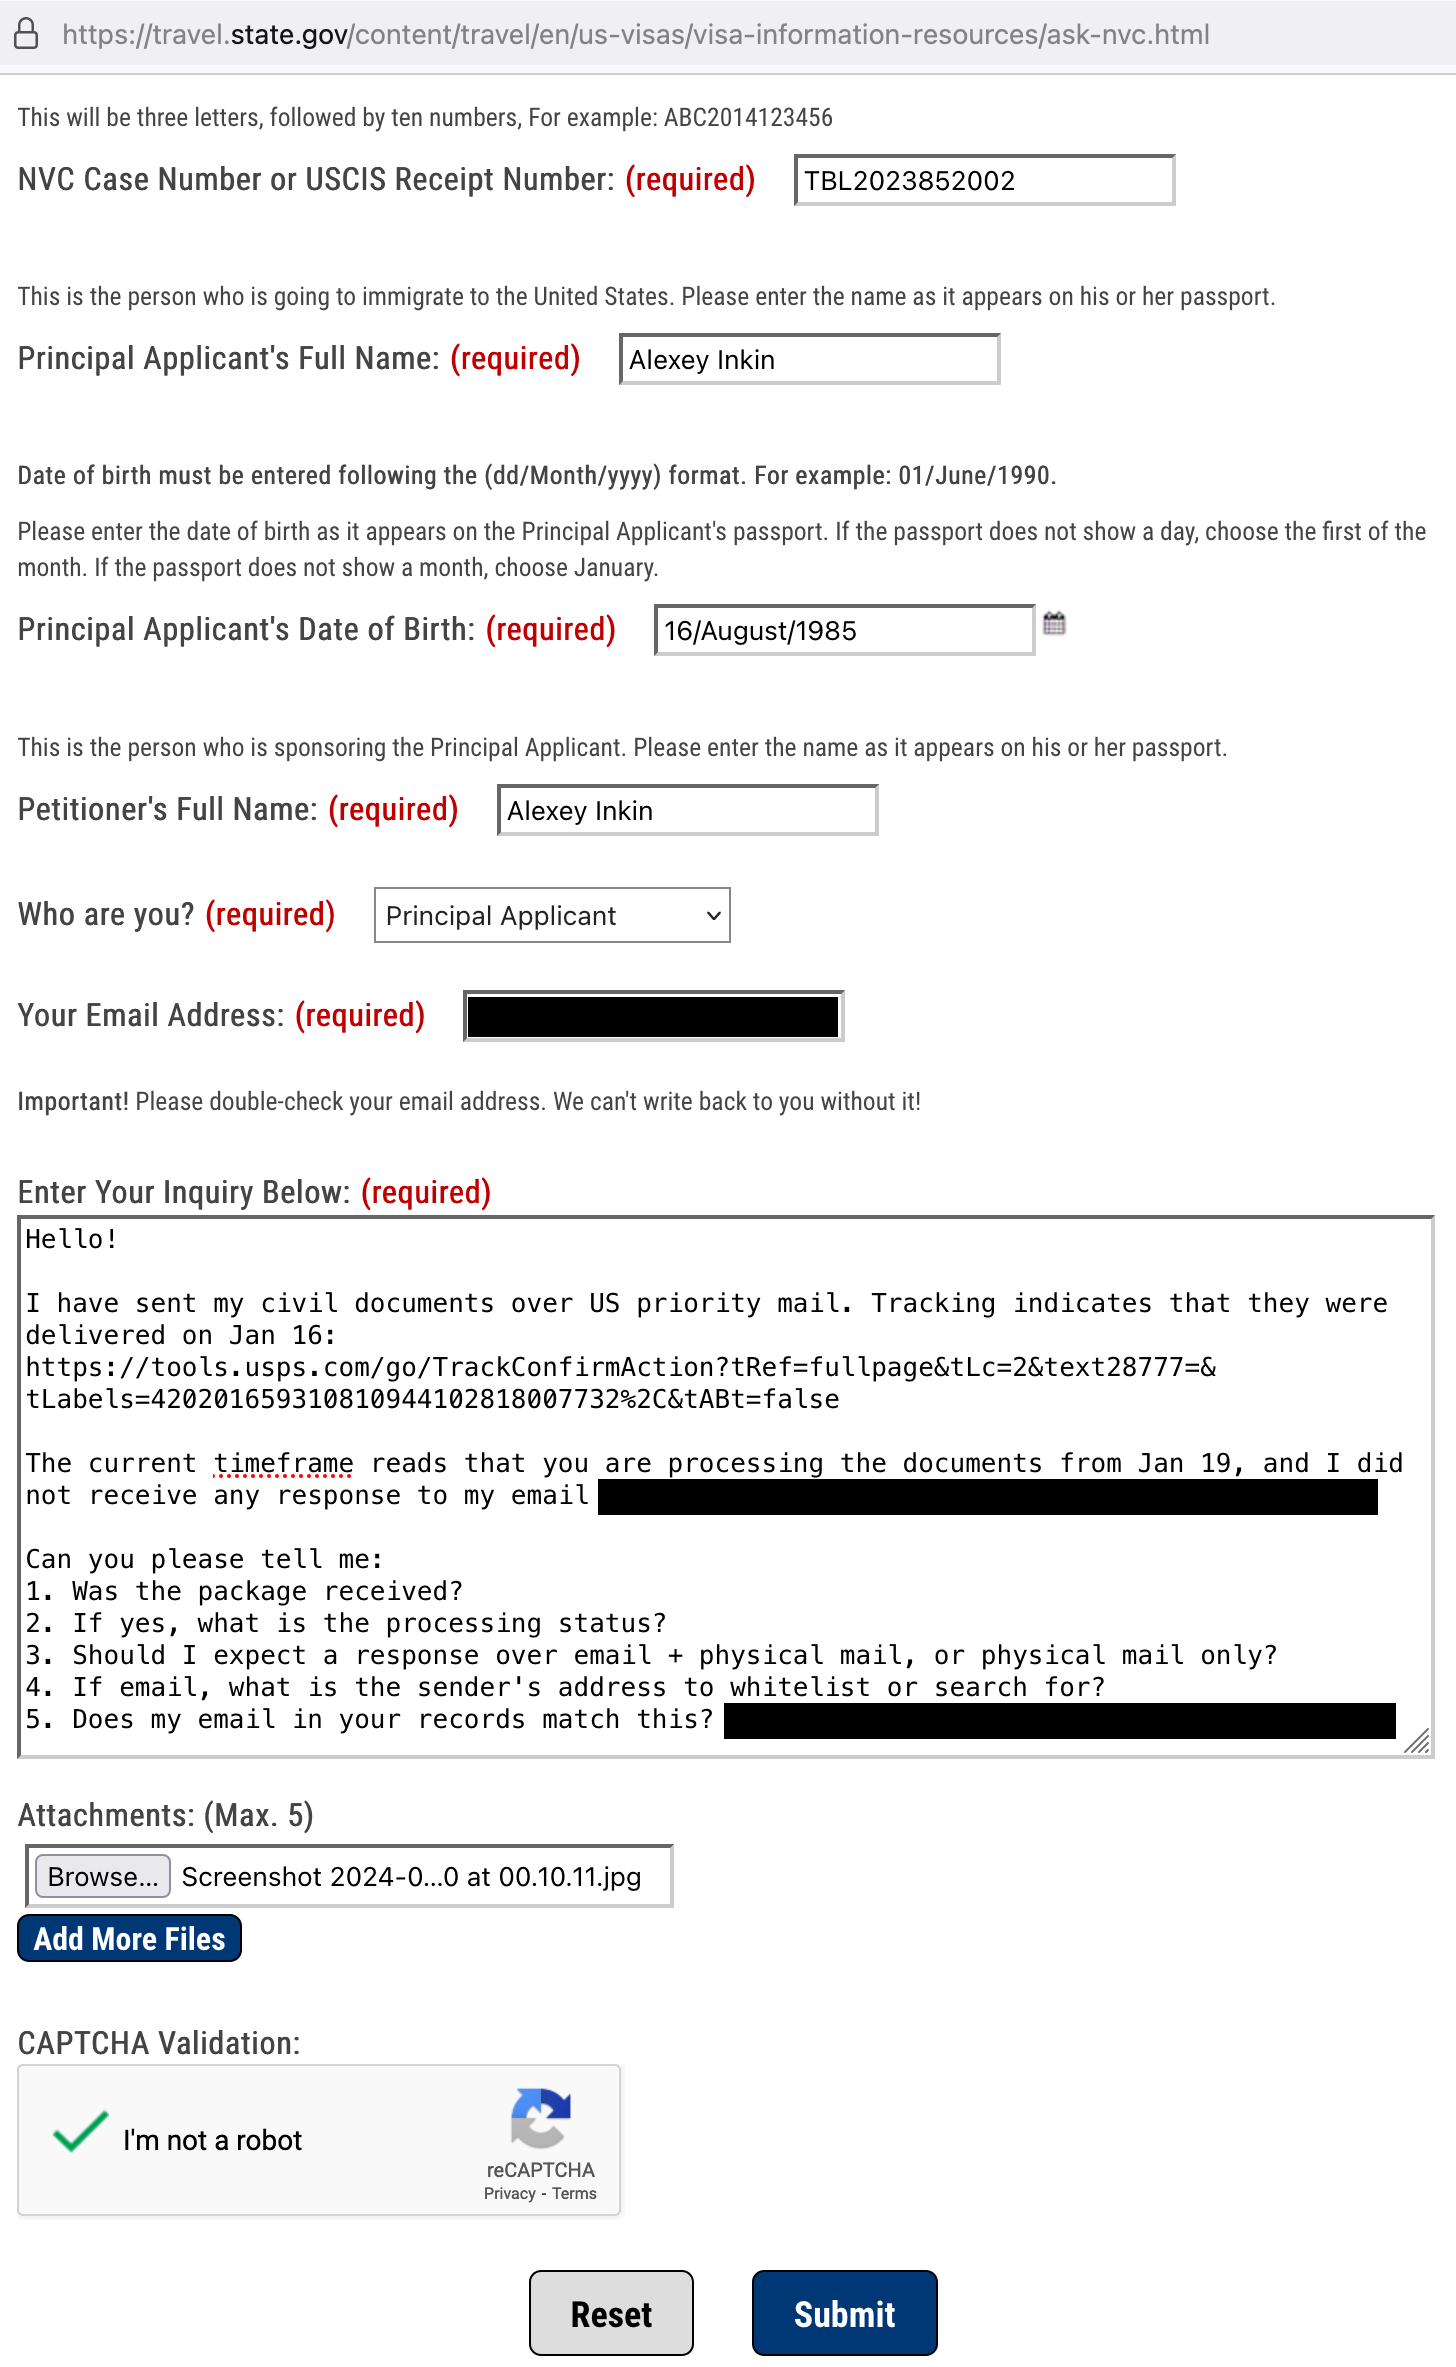 https://travel.state.gov/content/travel/en/us-visas/visa-information-resources/ask-nvc.html
This will be three letters, followed by ten numbers, For example: ABC2014123456
NVC Case Number or USCIS Receipt Number: (required) TBL2023852002
This is the person who is going to immigrate to the United States. Please enter the name as it appears on his or her passport.
Principal Applicant's Full Name: (required) Alexey Inkin
Date of birth must be entered following the (dd/Month/yyyy) format. For example: 01/June/1990.
Please enter the date of birth as it appears on the Principal Applicant's passport. If the passport does not show a day, choose the first of the
month. If the passport does not show a month, choose January.
Principal Applicant's Date of Birth: (required) 16/August/1985
This is the person who is sponsoring the Principal Applicant. Please enter the name as it appears on his or her passport.
Petitioner's Full Name: (required) Alexey Inkin
Who are you? (required) Principal Applicant
Your Email Address: (required)
Important! Please double-check your email address. We can't write back to you without it!
Enter Your Inquiry Below: (required)
Hello!
I have sent my civil documents over US priority mail. Tracking indicates that they were
delivered on Jan 16:
https://tools.usps.com/go/TrackConfirmAction?tRef=fullpage&tLc=2&text28777=&
tLabels=420201659310810944102818007732%2C&tABt=false
The current timeframe reads that you are processing the documents from Jan 19, and I did
not receive any response to my email
Can you please tell me:
1. Was the package received?
2. If yes, what is the processing status?
3. Should I expect a response over email + physical mail, or physical mail only?
4. If email, what is the sender's address to whitelist or search for?
5. Does my email in your records match this?
Attachments: (Max. 5)
Browse... Screenshot 2024-0...0 at 00.10.11.jpg
Add More Files
CAPTCHA Validation:
I'm not a robot
reCAPTCHA
Privacy - Terms
Reset Submit